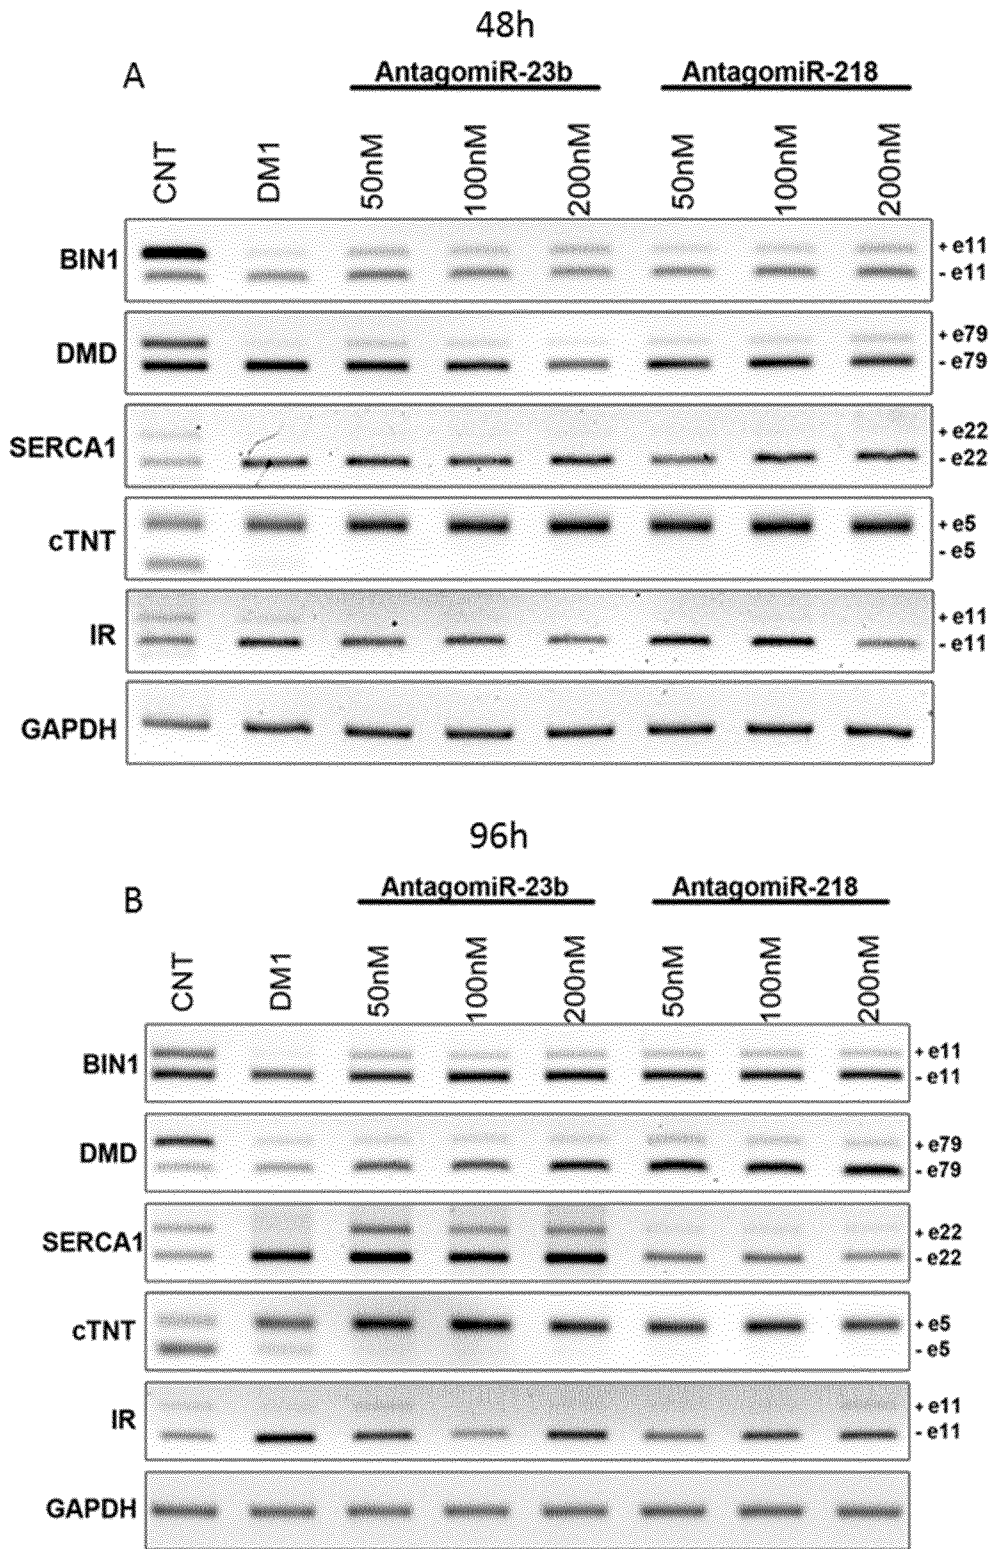 48h
A
AntagomiR-23b AntagomiR-218
CNT DM1 50nM 100nM 200nM 50nM 100nM 200nM
BIN1 + e11
- e11
DMD + e79
- e79
SERCA1 + e22
- e22
cTNT + e5
- e5
IR + e11
- e11
GAPDH
96h
B
AntagomiR-23b AntagomiR-218
CNT DM1 50nM 100nM 200nM 50nM 100nM 200nM
BIN1 + e11
- e11
DMD + e79
- e79
SERCA1 + e22
- e22
cTNT + e5
- e5
IR + e11
- e11
GAPDH